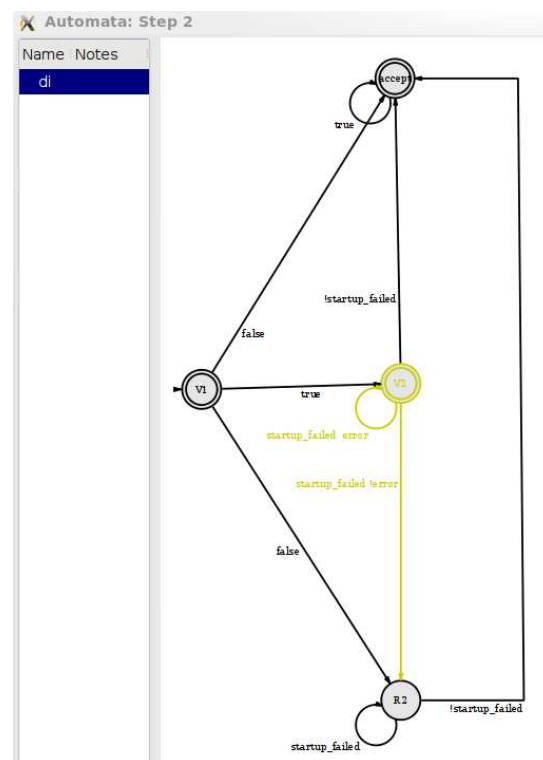 Automata: Step 2
Name Notes
di
accept
true
!startup_failed
false
V1
true
V2
startup_failed error
startup_failed !error
false
R2
!startup_failed
startup_failed